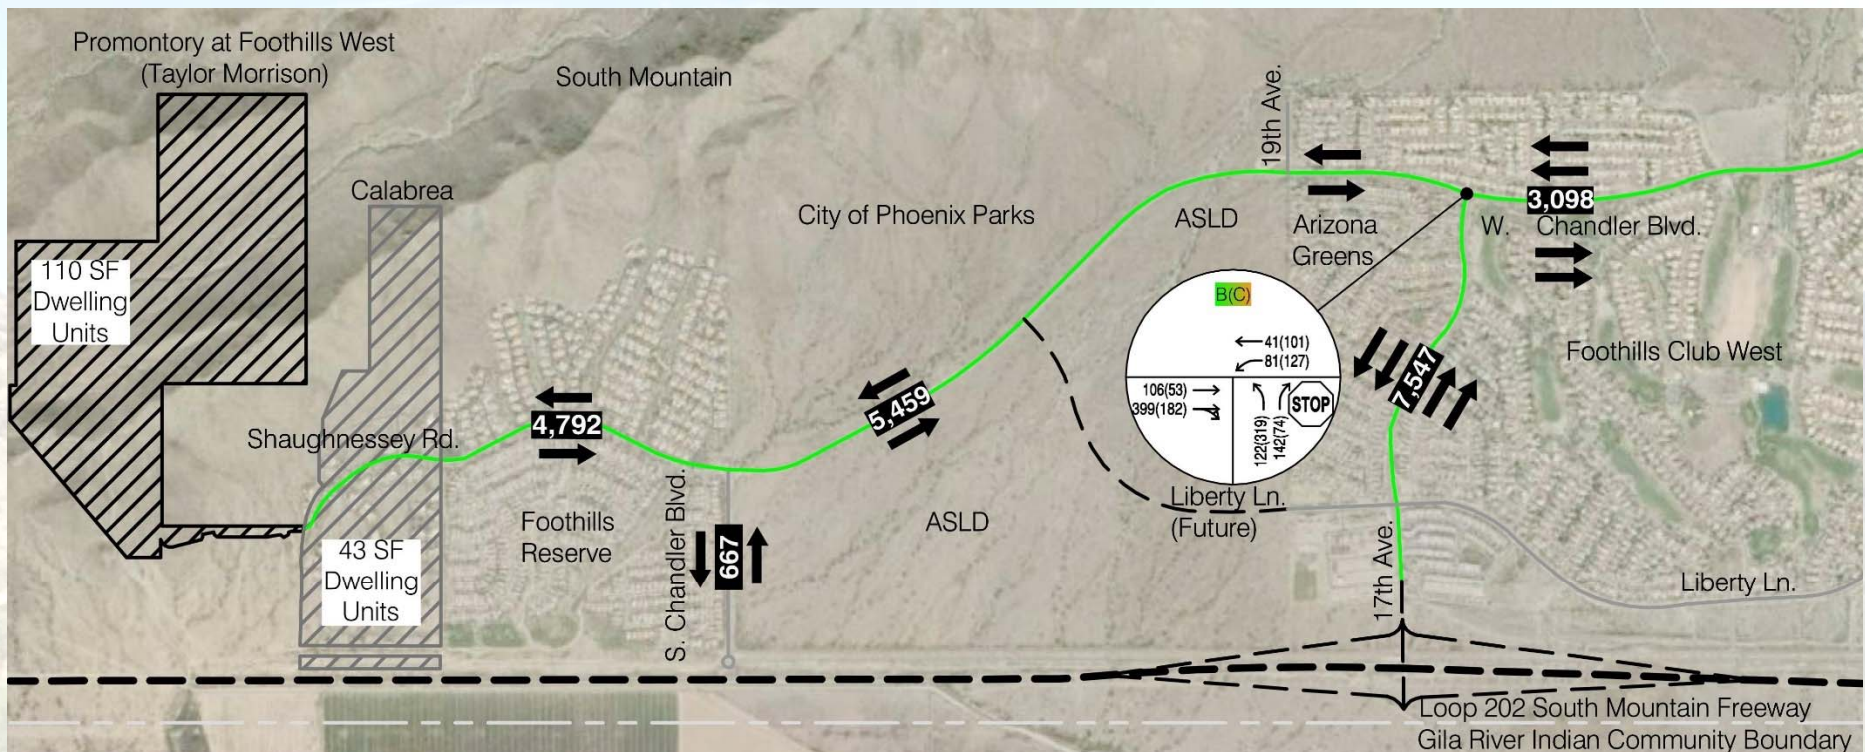 Promontory at Foothills West
(Taylor Morrison)
South Mountain
19th Ave.
Calabrea
City of Phoenix Parks
ASLD
Arizona
Greens
3,098
W. Chandler Blvd.
110 SF
Dwelling
Units
B(C)
41(101)
81(127)
106(53)
399(182)
122(319)
142(74)
STOP
7,547
Foothills Club West
4,792
5,459
Shaughnessey Rd.
S. Chandler Blvd.
667
Foothills
Reserve
ASLD
Liberty Ln.
(Future)
17th Ave.
Liberty Ln.
43 SF
Dwelling
Units
Loop 202 South Mountain Freeway
Gila River Indian Community Boundary